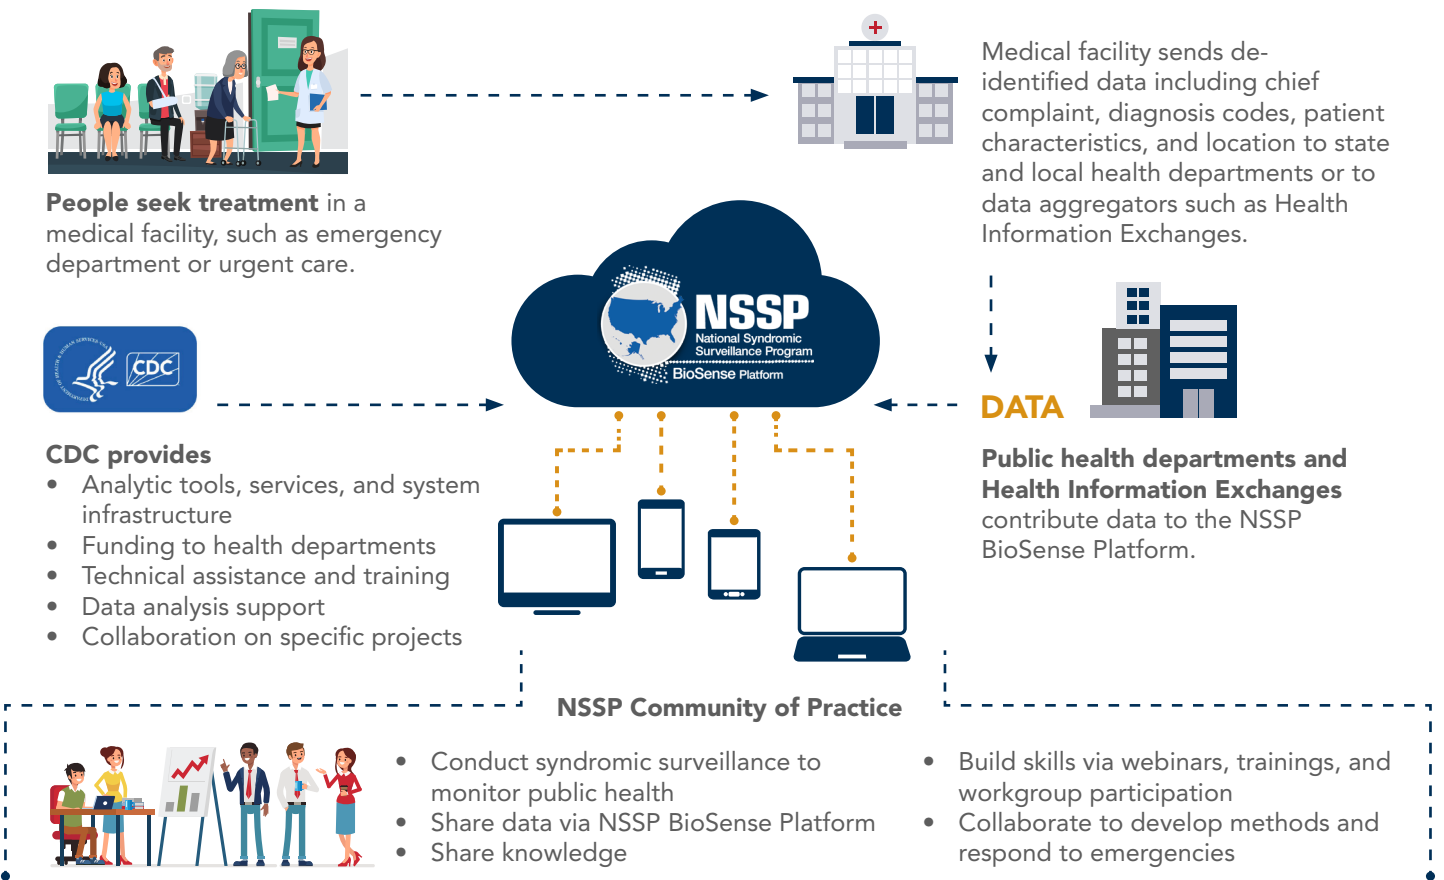 People seek treatment in a
medical facility, such as emergency
department or urgent care.
Medical facility sends de-
identified data including chief
complaint, diagnosis codes, patient
characteristics, and location to state
and local health departments or to
data aggregators such as Health
Information Exchanges.
NSSP
National Syndromic
Surveillance Program
BioSense Platform
CDC
DATA
Public health departments and
Health Information Exchanges
contribute data to the NSSP
BioSense Platform.
CDC provides
• Analytic tools, services, and system
infrastructure
• Funding to health departments
• Technical assistance and training
• Data analysis support
• Collaboration on specific projects
NSSP Community of Practice
• Conduct syndromic surveillance to
monitor public health
• Share data via NSSP BioSense Platform
• Share knowledge
• Build skills via webinars, trainings, and
workgroup participation
• Collaborate to develop methods and
respond to emergencies